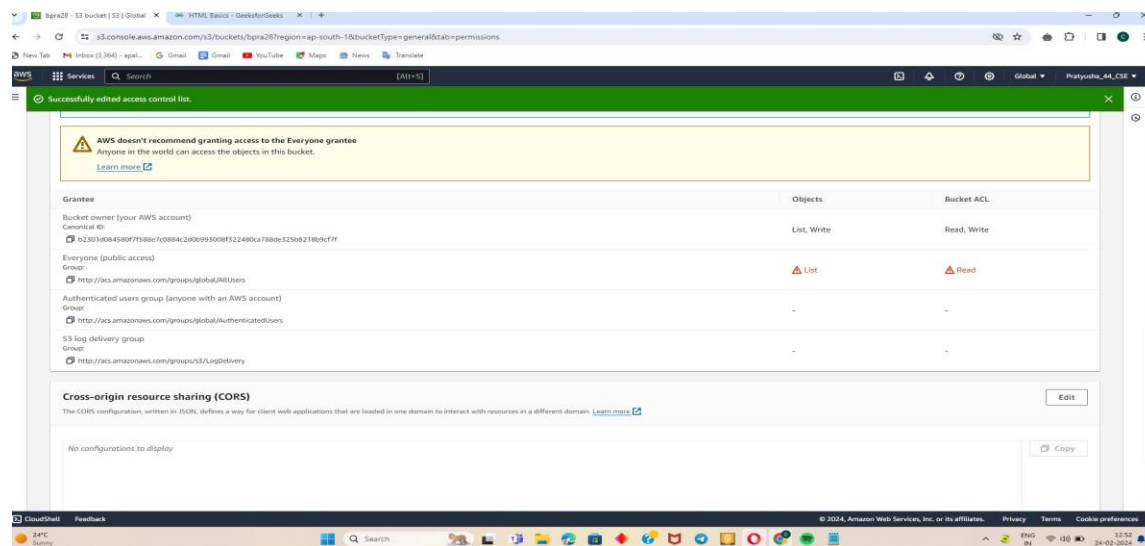 bpra28 - S3 bucket | S3 | Global
HTML Basics - GeeksforGeeks
s3.console.aws.amazon.com/s3/buckets/bpra28?region=ap-south-1&bucketType=general&tab=permissions
New Tab Inbox (3,364) - apal... Gmail Gmail YouTube Maps News Translate
aws Services Search [Alt+S] Global Pratyusha_44_CSE
Successfully edited access control list.
AWS doesn't recommend granting access to the Everyone grantee
Anyone in the world can access the objects in this bucket.
Learn more
Grantee Objects Bucket ACL
Bucket owner (your AWS account)
Canonical ID:
List, Write Read, Write
Everyone (public access)
Group:
List Read
http://acs.amazonaws.com/groups/global/AllUsers
Authenticated users group (anyone with an AWS account)
Group:
- -
http://acs.amazonaws.com/groups/global/AuthenticatedUsers
S3 log delivery group
Group:
- -
http://acs.amazonaws.com/groups/s3/LogDelivery
Cross-origin resource sharing (CORS) Edit
The CORS configuration, written in JSON, defines a way for client web applications that are loaded in one domain to interact with resources in a different domain. Learn more
No configurations to display Copy
CloudShell Feedback © 2024, Amazon Web Services, Inc. or its affiliates. Privacy Terms Cookie preferences
24°C
Sunny
Search
ENG
IN
12:52
24-02-2024